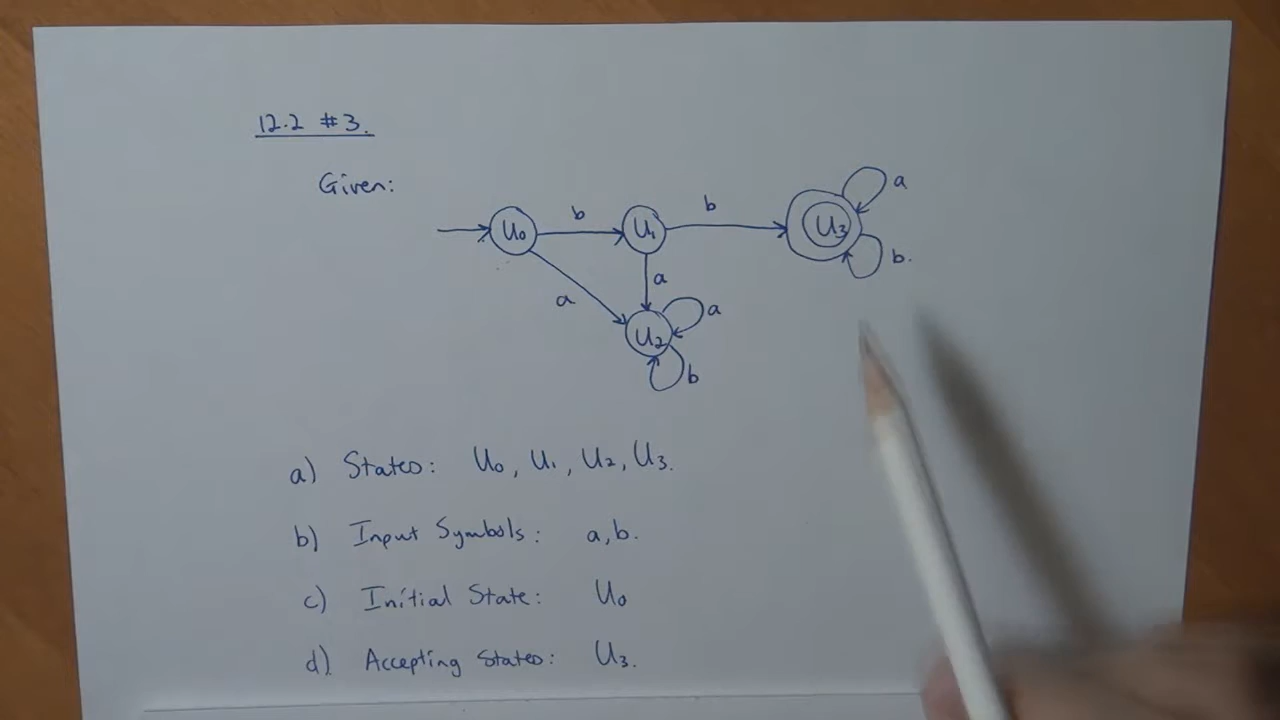 12.2 #3.
Given:
a
b b
U₀ U₁ U₃
b.
a
a
a
U₂
b
a) States: U₀, U₁, U₂, U₃.
b) Input Symbols: a, b.
c) Initial State: U₀
d) Accepting States: U₃.